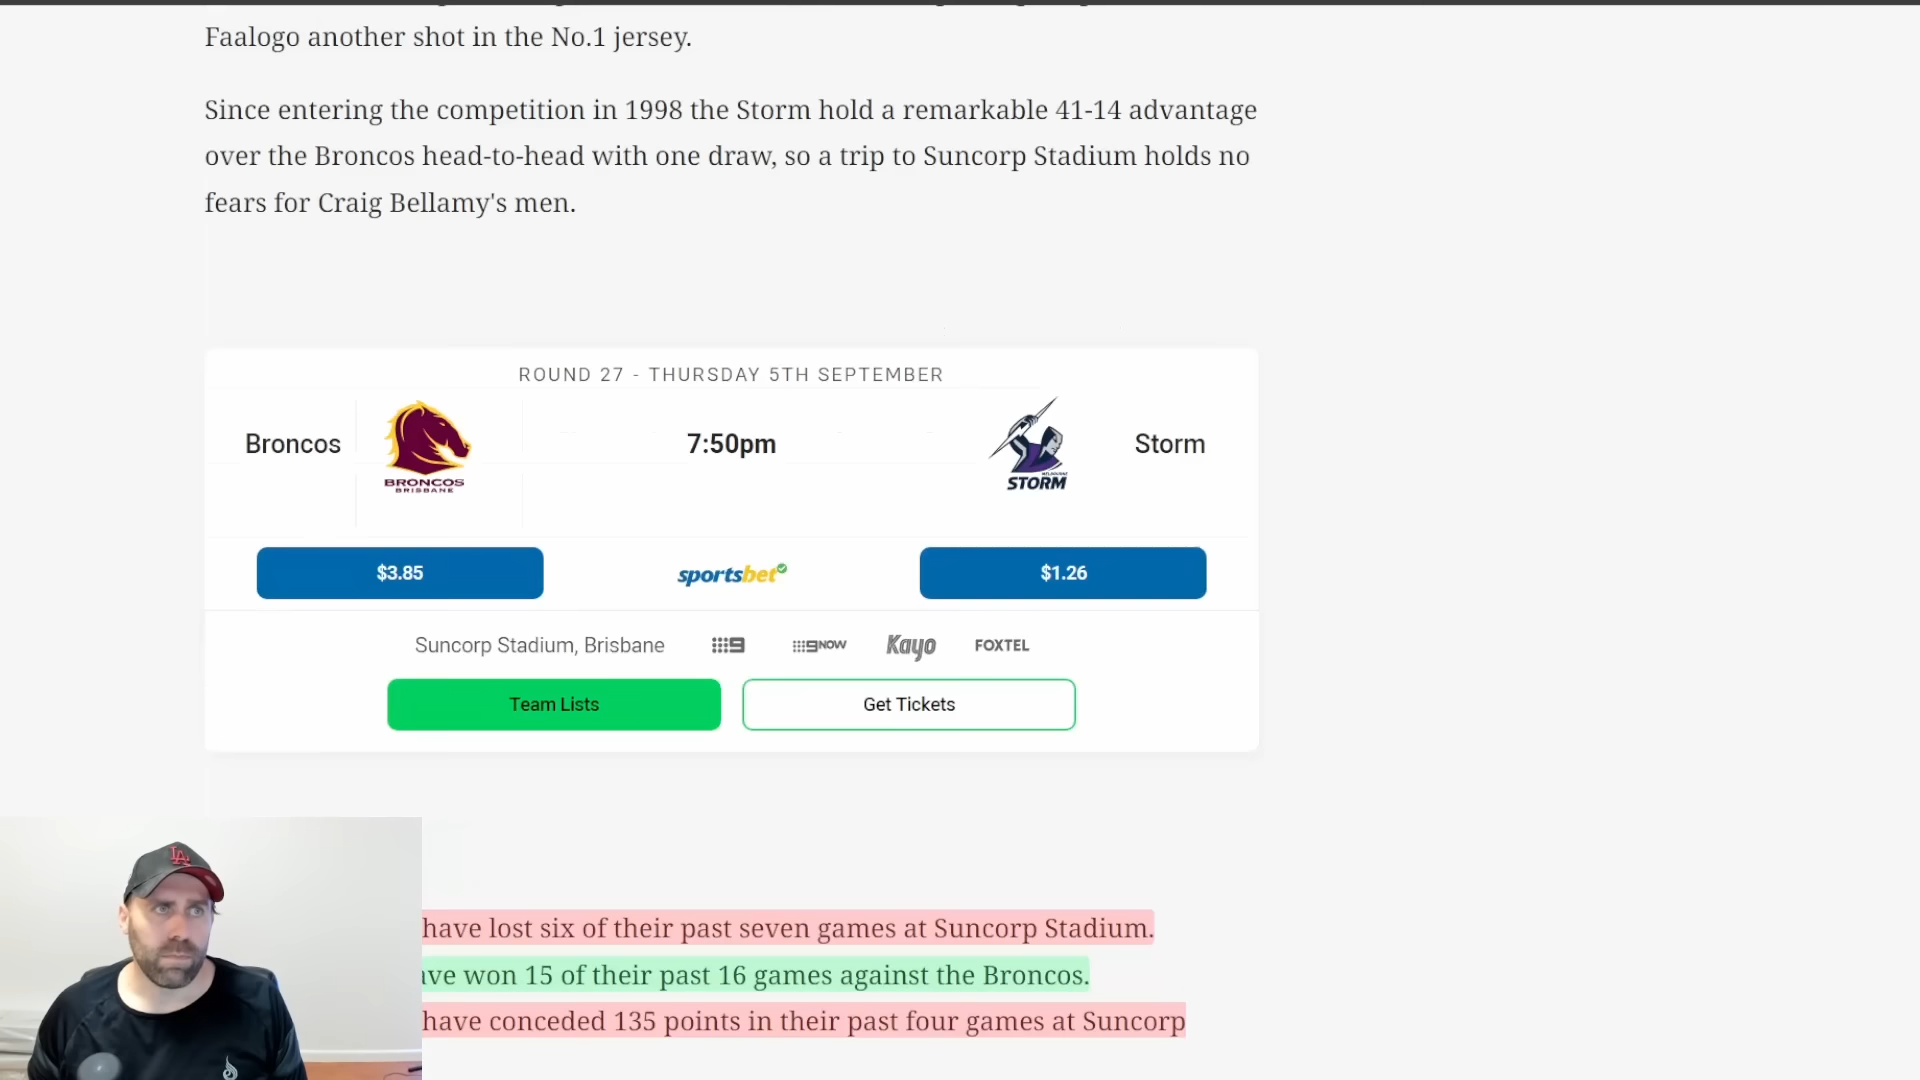 Faalogo another shot in the No.1 jersey.
Since entering the competition in 1998 the Storm hold a remarkable 41-14 advantage
over the Broncos head-to-head with one draw, so a trip to Suncorp Stadium holds no
fears for Craig Bellamy's men.
ROUND 27 - THURSDAY 5TH SEPTEMBER
Broncos
BRONCOS
BRISBANE
7:50pm
MELBOURNE
STORM
Storm
$3.85
sportsbet
$1.26
Suncorp Stadium, Brisbane
9
9NOW
Kayo
FOXTEL
Team Lists
Get Tickets
LA
have lost six of their past seven games at Suncorp Stadium.
ve won 15 of their past 16 games against the Broncos.
have conceded 135 points in their past four games at Suncorp